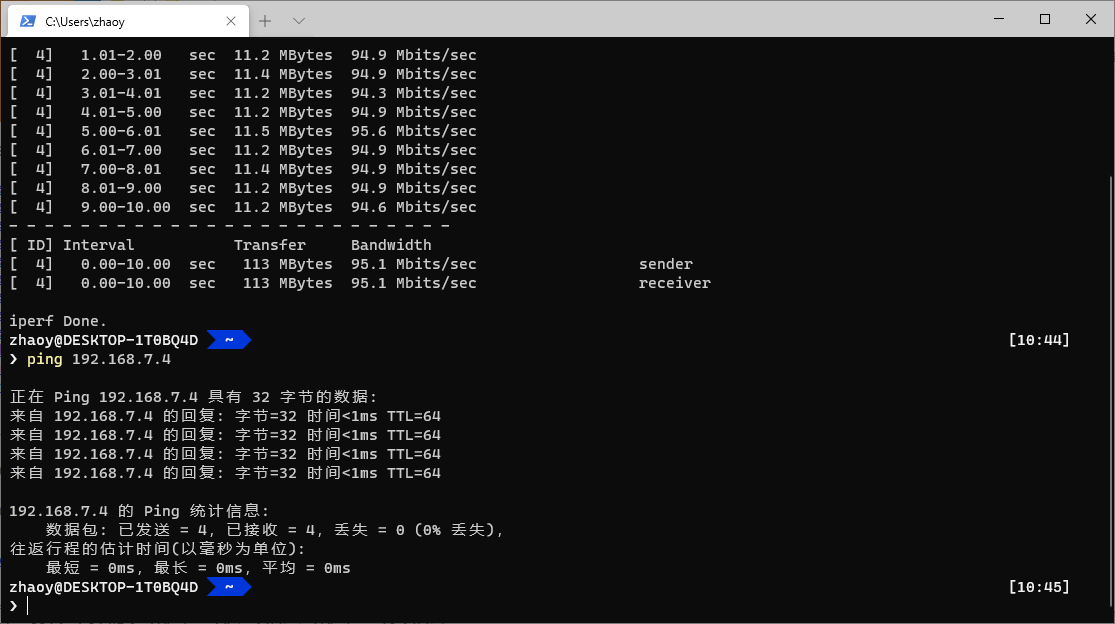 C:\Users\zhaoy
[  4]   1.01-2.00   sec  11.2 MBytes  94.9 Mbits/sec
[  4]   2.00-3.01   sec  11.4 MBytes  94.9 Mbits/sec
[  4]   3.01-4.01   sec  11.2 MBytes  94.3 Mbits/sec
[  4]   4.01-5.00   sec  11.2 MBytes  94.9 Mbits/sec
[  4]   5.00-6.01   sec  11.5 MBytes  95.6 Mbits/sec
[  4]   6.01-7.00   sec  11.2 MBytes  94.9 Mbits/sec
[  4]   7.00-8.01   sec  11.4 MBytes  94.9 Mbits/sec
[  4]   8.01-9.00   sec  11.2 MBytes  94.9 Mbits/sec
[  4]   9.00-10.00  sec  11.2 MBytes  94.6 Mbits/sec
- - - - - - - - - - - - - - - - - - - - - - - - -
[ ID] Interval           Transfer     Bandwidth
[  4]   0.00-10.00  sec   113 MBytes  95.1 Mbits/sec                  sender
[  4]   0.00-10.00  sec   113 MBytes  95.1 Mbits/sec                  receiver
iperf Done.
zhaoy@DESKTOP-1T0BQ4D  ~  [10:44]
❯ ping 192.168.7.4
正在 Ping 192.168.7.4 具有 32 字节的数据:
来自 192.168.7.4 的回复: 字节=32 时间<1ms TTL=64
来自 192.168.7.4 的回复: 字节=32 时间<1ms TTL=64
来自 192.168.7.4 的回复: 字节=32 时间<1ms TTL=64
来自 192.168.7.4 的回复: 字节=32 时间<1ms TTL=64
192.168.7.4 的 Ping 统计信息:
    数据包: 已发送 = 4，已接收 = 4，丢失 = 0 (0% 丢失)，
往返行程的估计时间(以毫秒为单位):
    最短 = 0ms，最长 = 0ms，平均 = 0ms
zhaoy@DESKTOP-1T0BQ4D  ~  [10:45]
❯